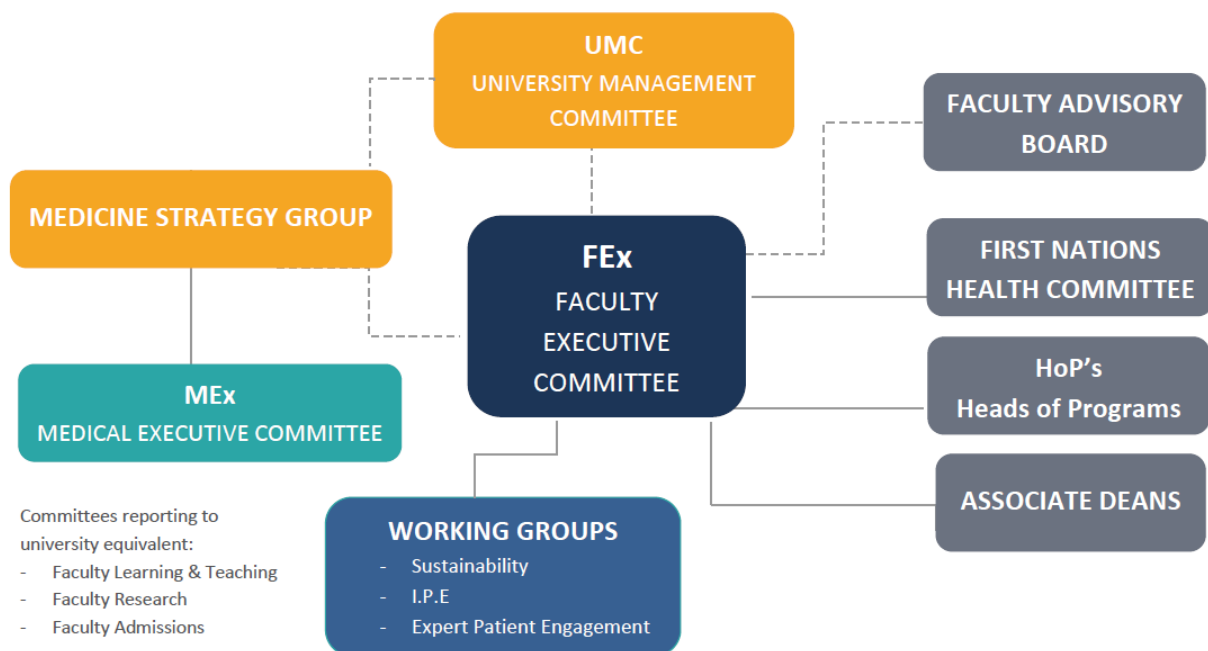 UMC
UNIVERSITY MANAGEMENT
COMMITTEE
FACULTY ADVISORY
BOARD
MEDICINE STRATEGY GROUP
FEx
FACULTY
EXECUTIVE
COMMITTEE
FIRST NATIONS
HEALTH COMMITTEE
MEx
MEDICAL EXECUTIVE COMMITTEE
HoP’s
Heads of Programs
ASSOCIATE DEANS
Committees reporting to
university equivalent:
- Faculty Learning & Teaching
- Faculty Research
- Faculty Admissions
WORKING GROUPS
- Sustainability
- I.P.E
- Expert Patient Engagement